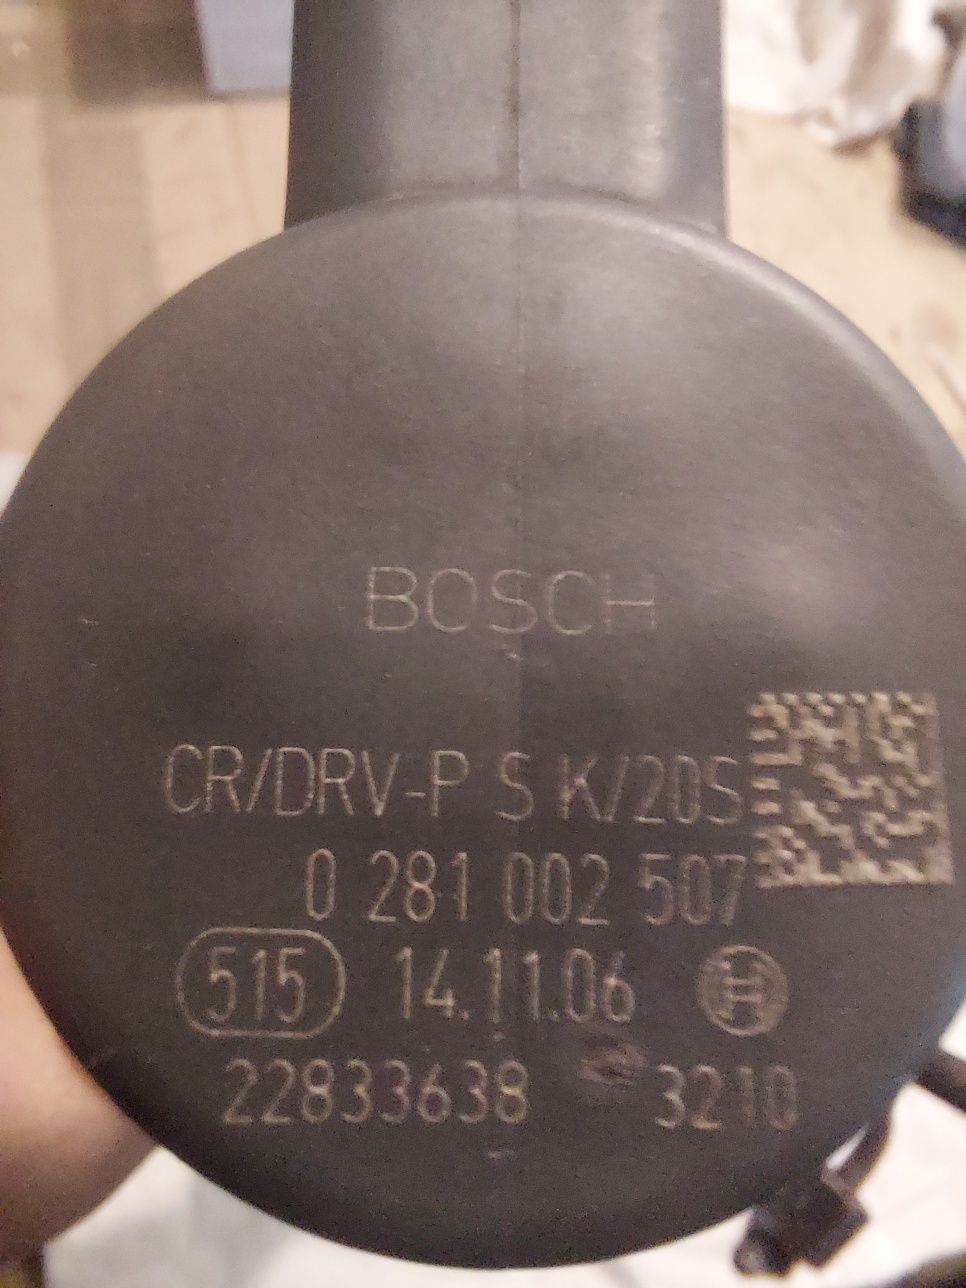 BOSCH
CR/DRV-P S K/20S
0 281 002 507
515 14.11.06
22833638 3210